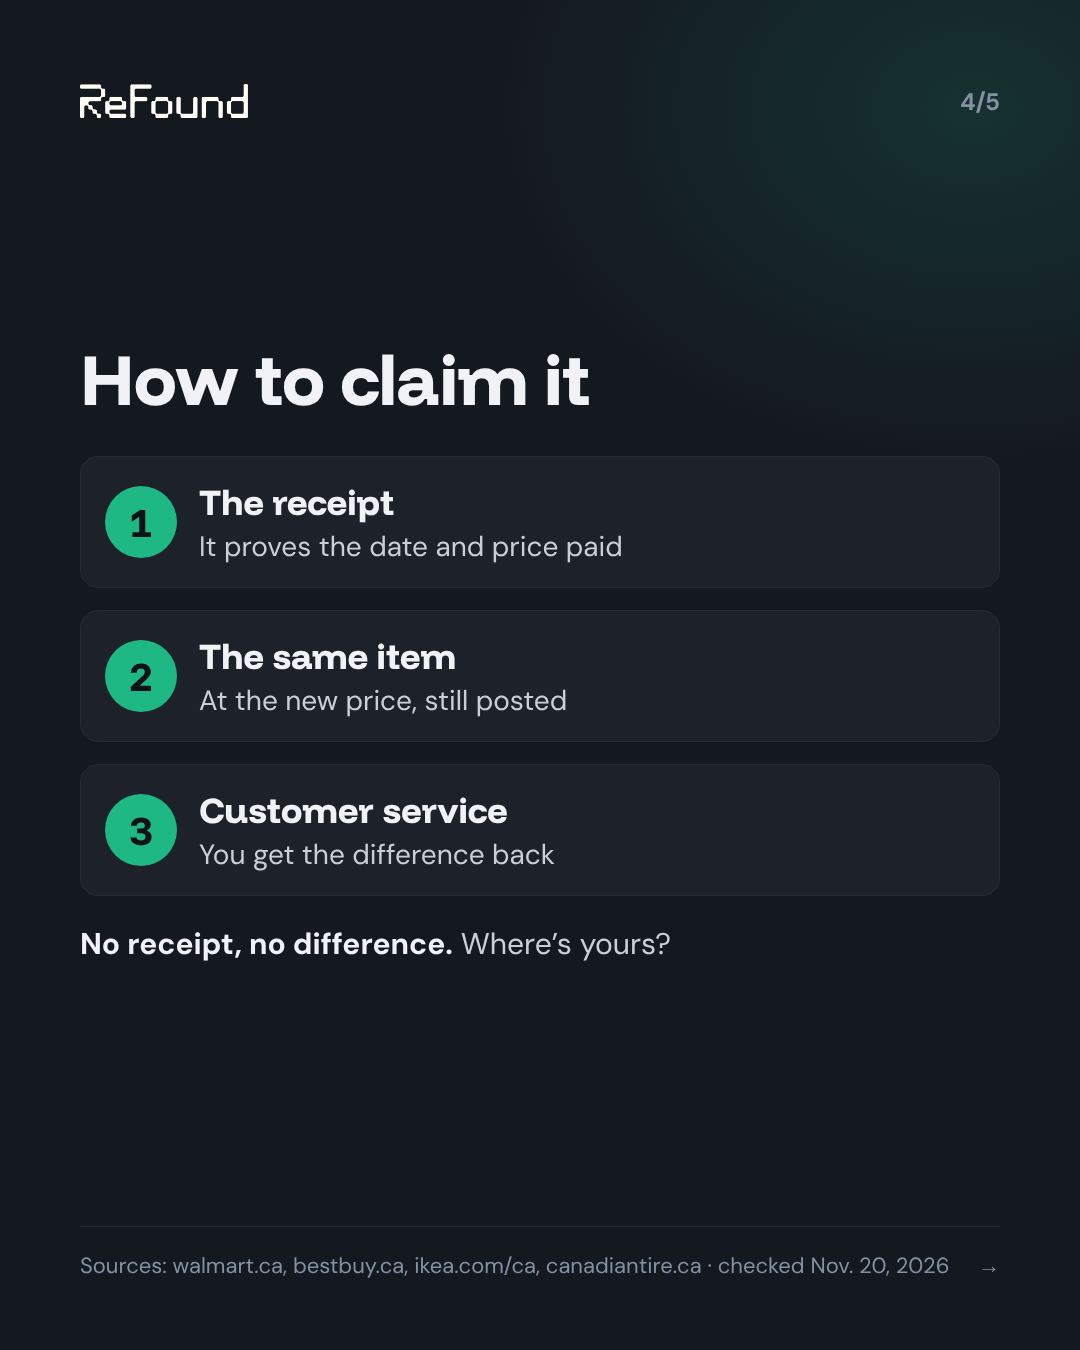 ReFound
4/5
How to claim it
1
The receipt
It proves the date and price paid
2
The same item
At the new price, still posted
3
Customer service
You get the difference back
No receipt, no difference. Where’s yours?
Sources: walmart.ca, bestbuy.ca, ikea.com/ca, canadiantire.ca · checked Nov. 20, 2026 →